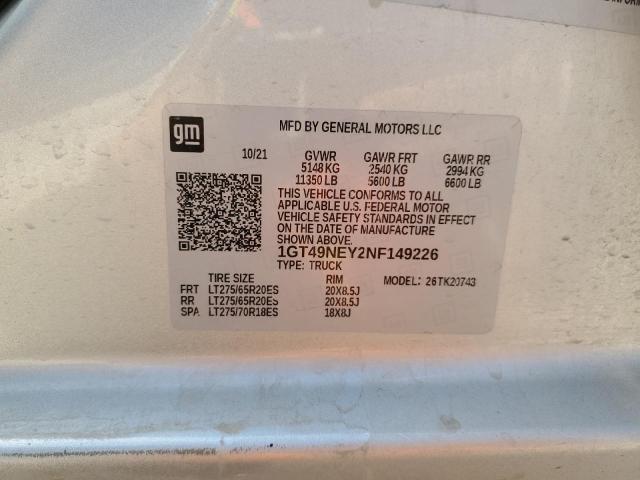 E INFORM
gm
MFD BY GENERAL MOTORS LLC
10/21 GVWR GAWR FRT GAWR RR
5148 KG 2540 KG 2994 KG
11350 LB 5600 LB 6600 LB
THIS VEHICLE CONFORMS TO ALL
APPLICABLE U.S. FEDERAL MOTOR
VEHICLE SAFETY STANDARDS IN EFFECT
ON THE DATE OF MANUFACTURE
SHOWN ABOVE.
1GT49NEY2NF149226
TYPE: TRUCK
TIRE SIZE RIM MODEL: 26TK20743
FRT LT275/65R20ES 20X8.5J
RR LT275/65R20ES 20X8.5J
SPA LT275/70R18ES 18X8J